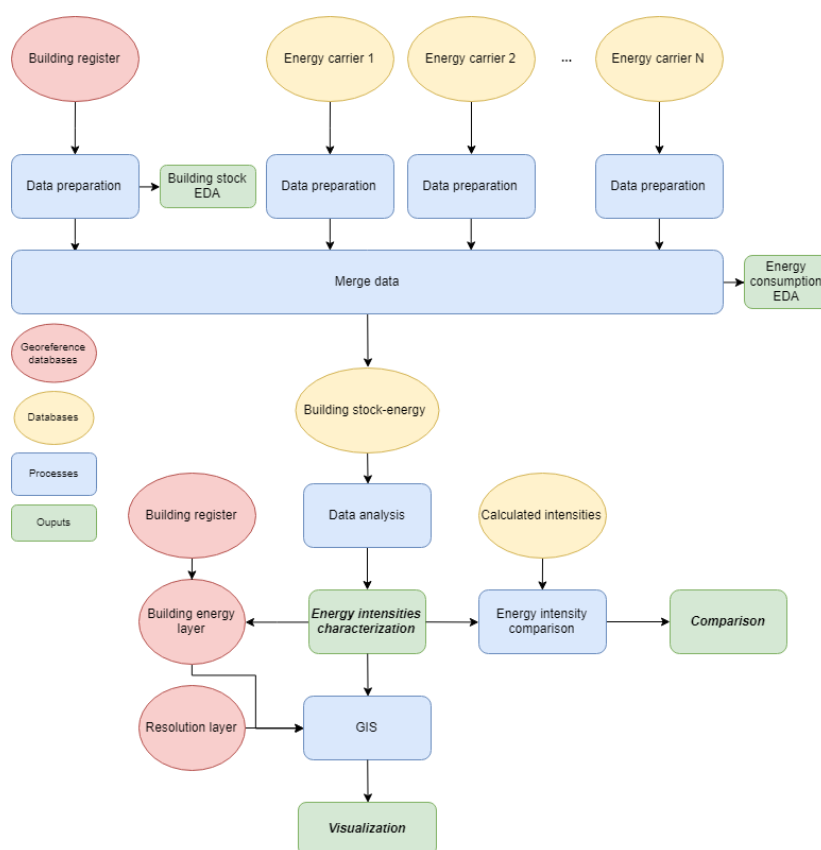 Building register
Energy carrier 1
Energy carrier 2
...
Energy carrier N
Data preparation
Building stock
EDA
Data preparation
Data preparation
Data preparation
Merge data
Energy
consumption
EDA
Georeference
databases
Databases
Processes
Ouputs
Building stock-energy
Data analysis
Building register
Calculated intensities
Building energy
layer
Energy intensities
characterization
Energy intensity
comparison
Comparison
Resolution layer
GIS
Visualization